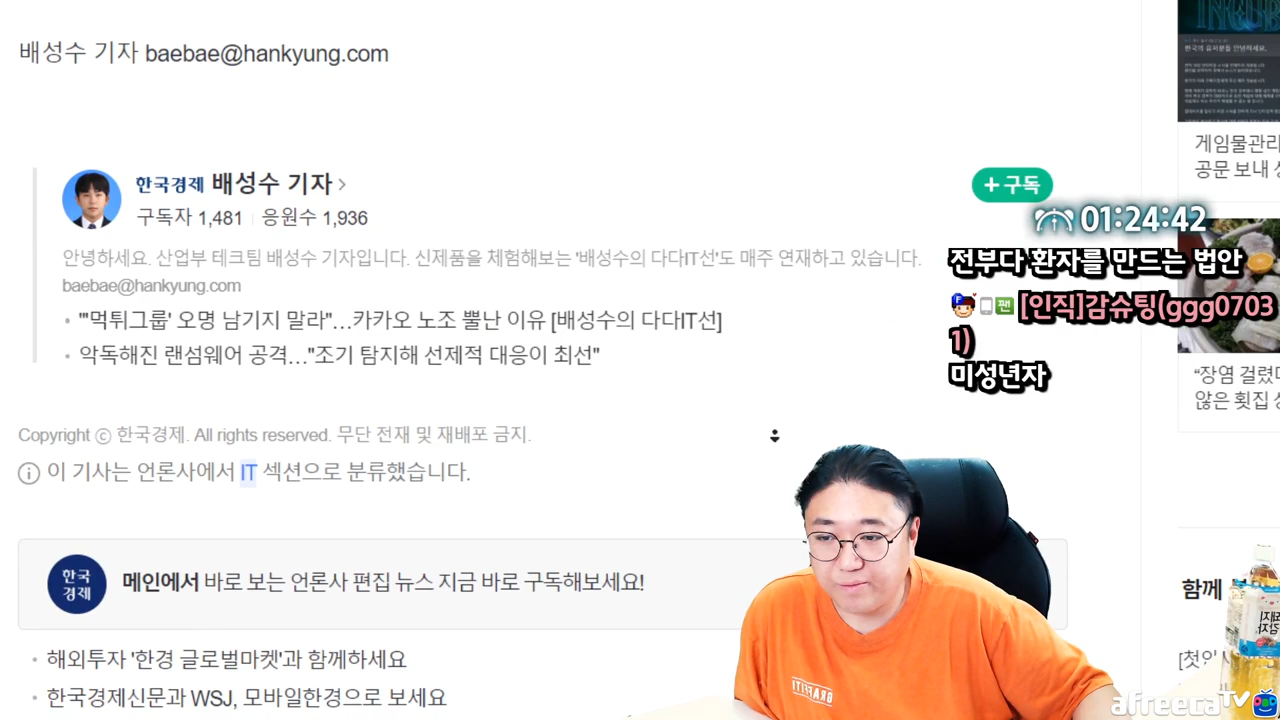 배성수 기자 baebae@hankyung.com
한국경제 배성수 기자
구독자 1,481 응원수 1,936
+ 구독
안녕하세요. 산업부 테크팀 배성수 기자입니다. 신제품을 체험해보는 '배성수의 다다IT선'도 매주 연재하고 있습니다.
baebae@hankyung.com
"'먹튀그룹' 오명 남기지 말라"…카카오 노조 뿔난 이유 [배성수의 다다IT선]
악독해진 랜섬웨어 공격…"조기 탐지해 선제적 대응이 최선"
Copyright ⓒ 한국경제. All rights reserved. 무단 전재 및 재배포 금지.
이 기사는 언론사에서 IT 섹션으로 분류했습니다.
한국
경제
메인에서 바로 보는 언론사 편집 뉴스 지금 바로 구독해보세요!
해외투자 '한경 글로벌마켓'과 함께하세요
한국경제신문과 WSJ, 모바일한경으로 보세요
01:24:42
전부다 환자를 만드는 법안
[인직]감슈팅(ggg0703
1)
미성년자
한국의 유저분들 안녕하세요,
게임물관리
공문 보내
“장염 걸렸
않은 횟집
함께
GRAFFITI
afreecaTV